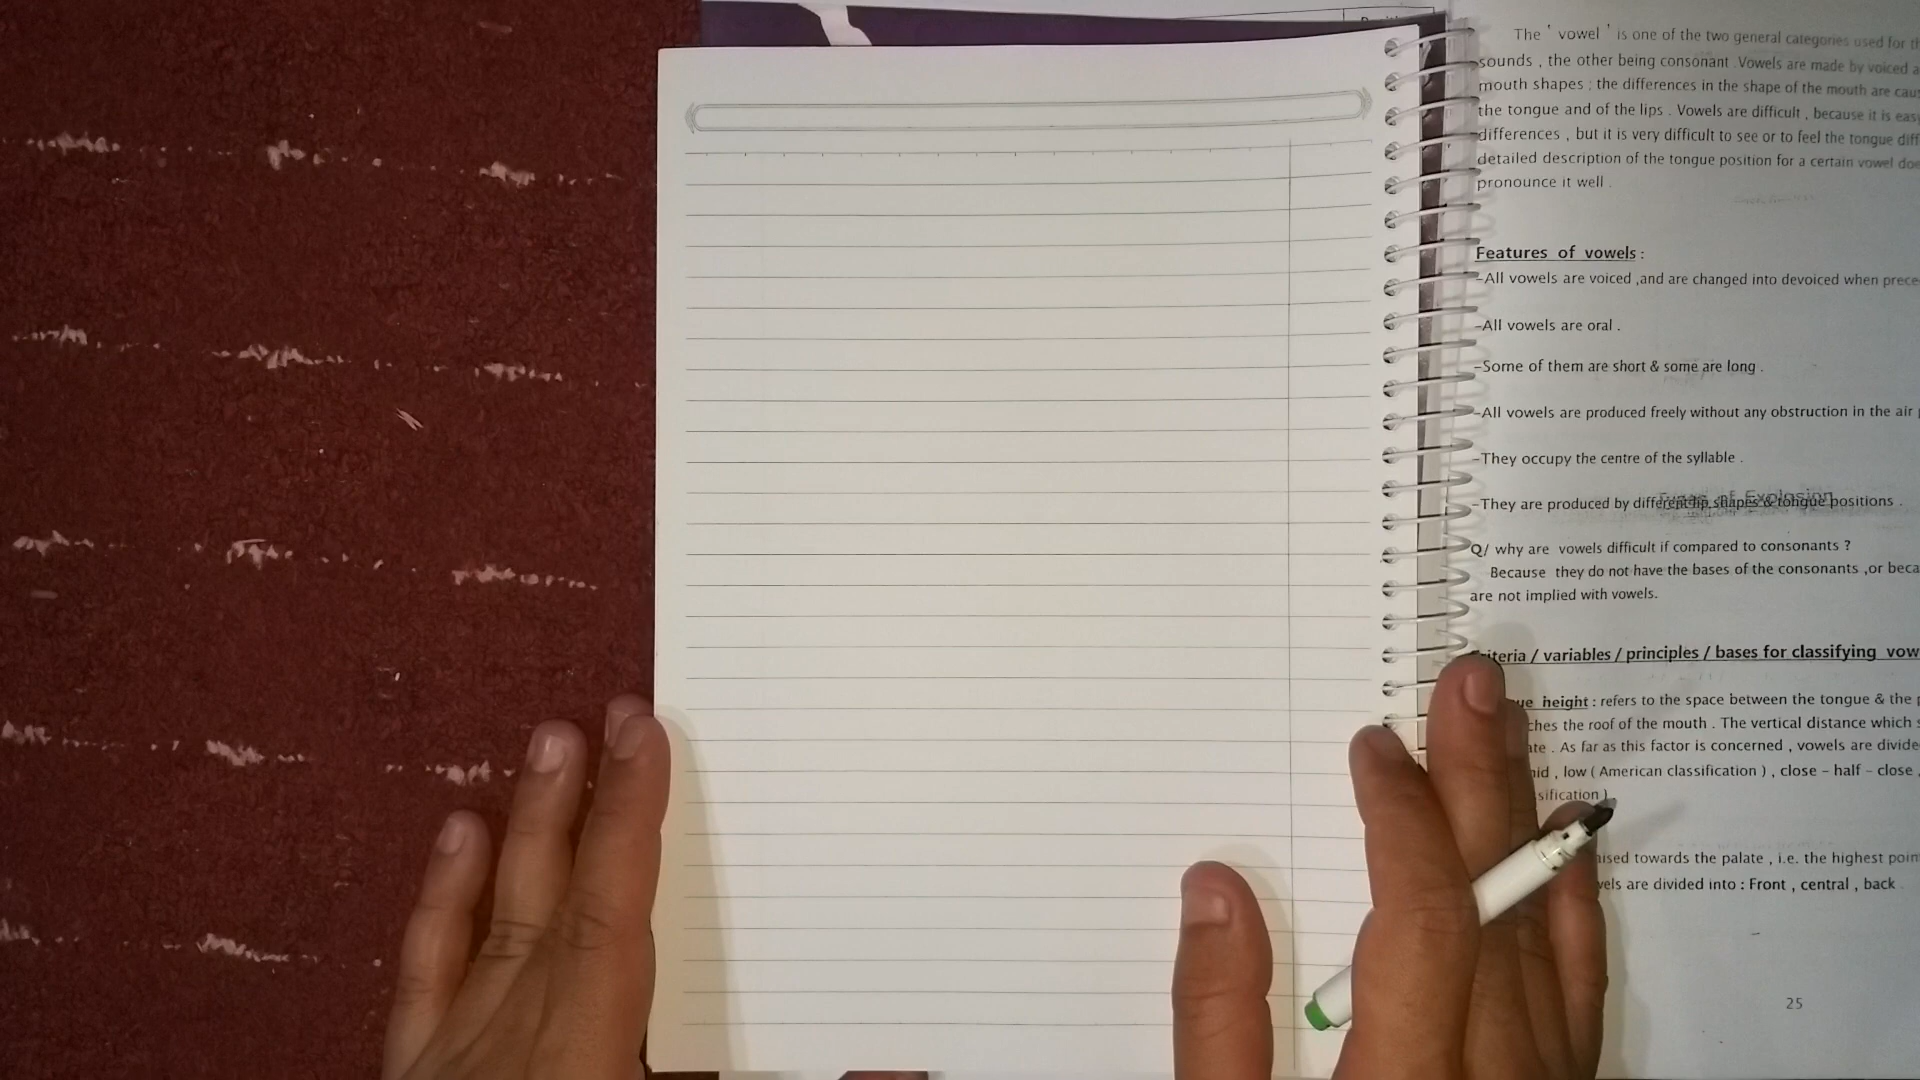 The ' vowel ' is one of the two general categories used for
sounds , the other being consonant .Vowels are made by voiced
mouth shapes ; the differences in the shape of the mouth are
the tongue and of the lips . Vowels are difficult , because it is
differences , but it is very difficult to see or to feel the tongue
detailed description of the tongue position for a certain vowel
pronounce it well .
Features of vowels :
-All vowels are voiced ,and are changed into devoiced when
-All vowels are oral .
-Some of them are short & some are long .
-All vowels are produced freely without any obstruction in the air
-They occupy the centre of the syllable .
Types of Explosion
-They are produced by different lip shapes & tongue positions .
Q/ why are vowels difficult if compared to consonants ?
Because they do not have the bases of the consonants ,or
are not implied with vowels.
/ variables / principles / bases for classifying
height : refers to the space between the tongue & the
the roof of the mouth . The vertical distance which
. As far as this factor is concerned , vowels are
, low ( American classification ) , close - half - close ,
towards the palate , i.e. the highest
are divided into : Front , central , back .
25